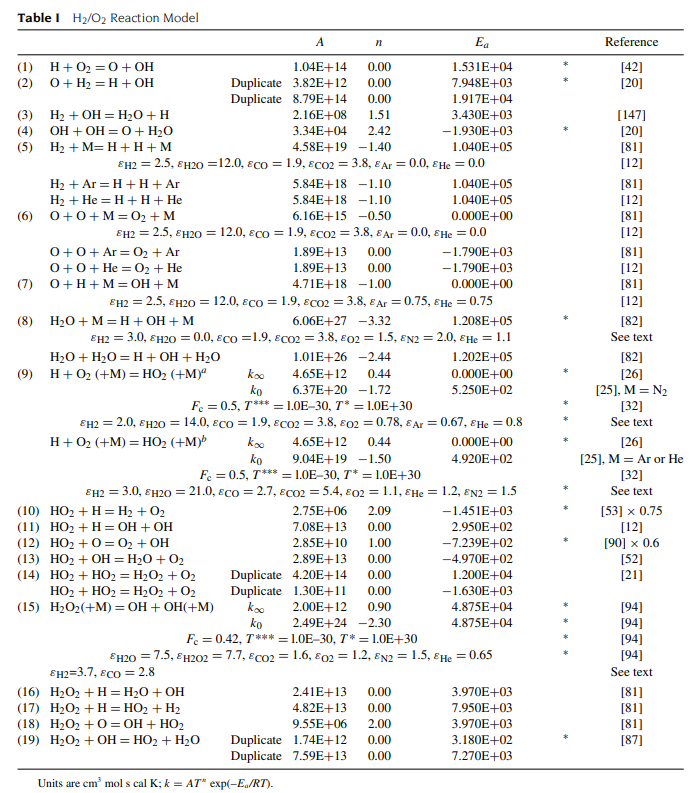 Table I H2/O2 Reaction Model
A n Ea Reference
(1) H + O2 = O + OH 1.04E+14 0.00 1.531E+04 * [42]
(2) O + H2 = H + OH Duplicate 3.82E+12 0.00 7.948E+03 * [20]
Duplicate 8.79E+14 0.00 1.917E+04
(3) H2 + OH = H2O + H 2.16E+08 1.51 3.430E+03 [147]
(4) OH + OH = O + H2O 3.34E+04 2.42 −1.930E+03 * [20]
(5) H2 + M= H + H + M 4.58E+19 −1.40 1.040E+05 [81]
εH2 = 2.5, εH2O =12.0, εCO = 1.9, εCO2 = 3.8, εAr = 0.0, εHe = 0.0 [12]
H2 + Ar = H + H + Ar 5.84E+18 −1.10 1.040E+05 [81]
H2 + He = H + H + He 5.84E+18 −1.10 1.040E+05 [12]
(6) O + O + M = O2 + M 6.16E+15 −0.50 0.000E+00 [81]
εH2 = 2.5, εH2O = 12.0, εCO = 1.9, εCO2 = 3.8, εAr = 0.0, εHe = 0.0 [12]
O + O + Ar = O2 + Ar 1.89E+13 0.00 −1.790E+03 [81]
O + O + He = O2 + He 1.89E+13 0.00 −1.790E+03 [12]
(7) O + H + M = OH + M 4.71E+18 −1.00 0.000E+00 [81]
εH2 = 2.5, εH2O = 12.0, εCO = 1.9, εCO2 = 3.8, εAr = 0.75, εHe = 0.75 [12]
(8) H2O + M = H + OH + M 6.06E+27 −3.32 1.208E+05 * [82]
εH2 = 3.0, εH2O = 0.0, εCO =1.9, εCO2 = 3.8, εO2 = 1.5, εN2 = 2.0, εHe = 1.1 See text
H2O + H2O = H + OH + H2O 1.01E+26 −2.44 1.202E+05 [82]
(9) H + O2 (+M) = HO2 (+M)a k∞ 4.65E+12 0.44 0.000E+00 * [26]
k0 6.37E+20 −1.72 5.250E+02 [25], M = N2
Fc = 0.5, T*** = 1.0E−30, T* = 1.0E+30 * [32]
εH2 = 2.0, εH2O = 14.0, εCO = 1.9, εCO2 = 3.8, εO2 = 0.78, εAr = 0.67, εHe = 0.8 * See text
H + O2 (+M) = HO2 (+M)b k∞ 4.65E+12 0.44 0.000E+00 * [26]
k0 9.04E+19 −1.50 4.920E+02 [25], M = Ar or He
Fc = 0.5, T*** = 1.0E−30, T* = 1.0E+30 [32]
εH2 = 3.0, εH2O = 21.0, εCO = 2.7, εCO2 = 5.4, εO2 = 1.1, εHe = 1.2, εN2 = 1.5 * See text
(10) HO2 + H = H2 + O2 2.75E+06 2.09 −1.451E+03 * [53] × 0.75
(11) HO2 + H = OH + OH 7.08E+13 0.00 2.950E+02 [12]
(12) HO2 + O = O2 + OH 2.85E+10 1.00 −7.239E+02 * [90] × 0.6
(13) HO2 + OH = H2O + O2 2.89E+13 0.00 −4.970E+02 [52]
(14) HO2 + HO2 = H2O2 + O2 Duplicate 4.20E+14 0.00 1.200E+04 [21]
HO2 + HO2 = H2O2 + O2 Duplicate 1.30E+11 0.00 −1.630E+03
(15) H2O2(+M) = OH + OH(+M) k∞ 2.00E+12 0.90 4.875E+04 * [94]
k0 2.49E+24 −2.30 4.875E+04 * [94]
Fc = 0.42, T*** = 1.0E−30, T* = 1.0E+30 * [94]
εH2O = 7.5, εH2O2 = 7.7, εCO2 = 1.6, εO2 = 1.2, εN2 = 1.5, εHe = 0.65 * [94]
εH2=3.7, εCO = 2.8 See text
(16) H2O2 + H = H2O + OH 2.41E+13 0.00 3.970E+03 [81]
(17) H2O2 + H = HO2 + H2 4.82E+13 0.00 7.950E+03 [81]
(18) H2O2 + O = OH + HO2 9.55E+06 2.00 3.970E+03 [81]
(19) H2O2 + OH = HO2 + H2O Duplicate 1.74E+12 0.00 3.180E+02 * [87]
Duplicate 7.59E+13 0.00 7.270E+03
Units are cm3 mol s cal K; k = ATn exp(−Ea/RT).